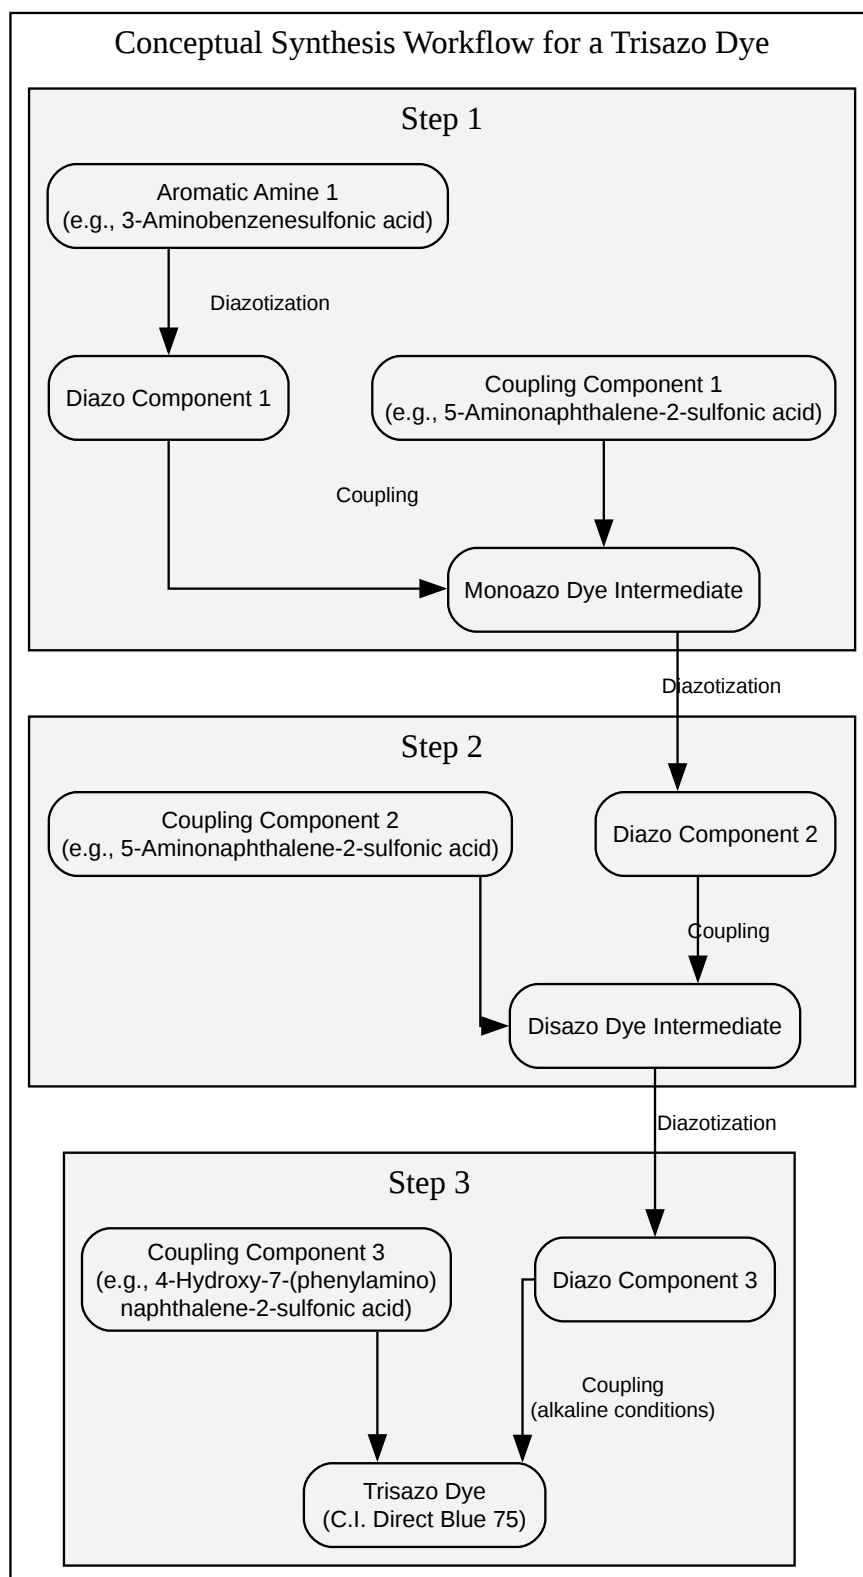 Conceptual Synthesis Workflow for a Trisazo Dye
Step 1
Aromatic Amine 1
(e.g., 3-Aminobenzenesulfonic acid)
Diazotization
Diazo Component 1
Coupling Component 1
(e.g., 5-Aminonaphthalene-2-sulfonic acid)
Coupling
Monoazo Dye Intermediate
Diazotization
Step 2
Coupling Component 2
(e.g., 5-Aminonaphthalene-2-sulfonic acid)
Diazo Component 2
Coupling
Disazo Dye Intermediate
Diazotization
Step 3
Coupling Component 3
(e.g., 4-Hydroxy-7-(phenylamino)
naphthalene-2-sulfonic acid)
Diazo Component 3
Coupling
(alkaline conditions)
Trisazo Dye
(C.I. Direct Blue 75)